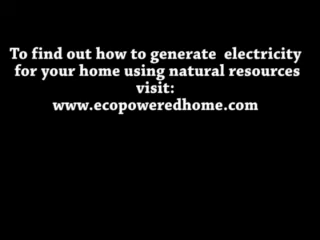 To find out how to generate electricity
for your home using natural resources
visit:
www.ecopoweredhome.com